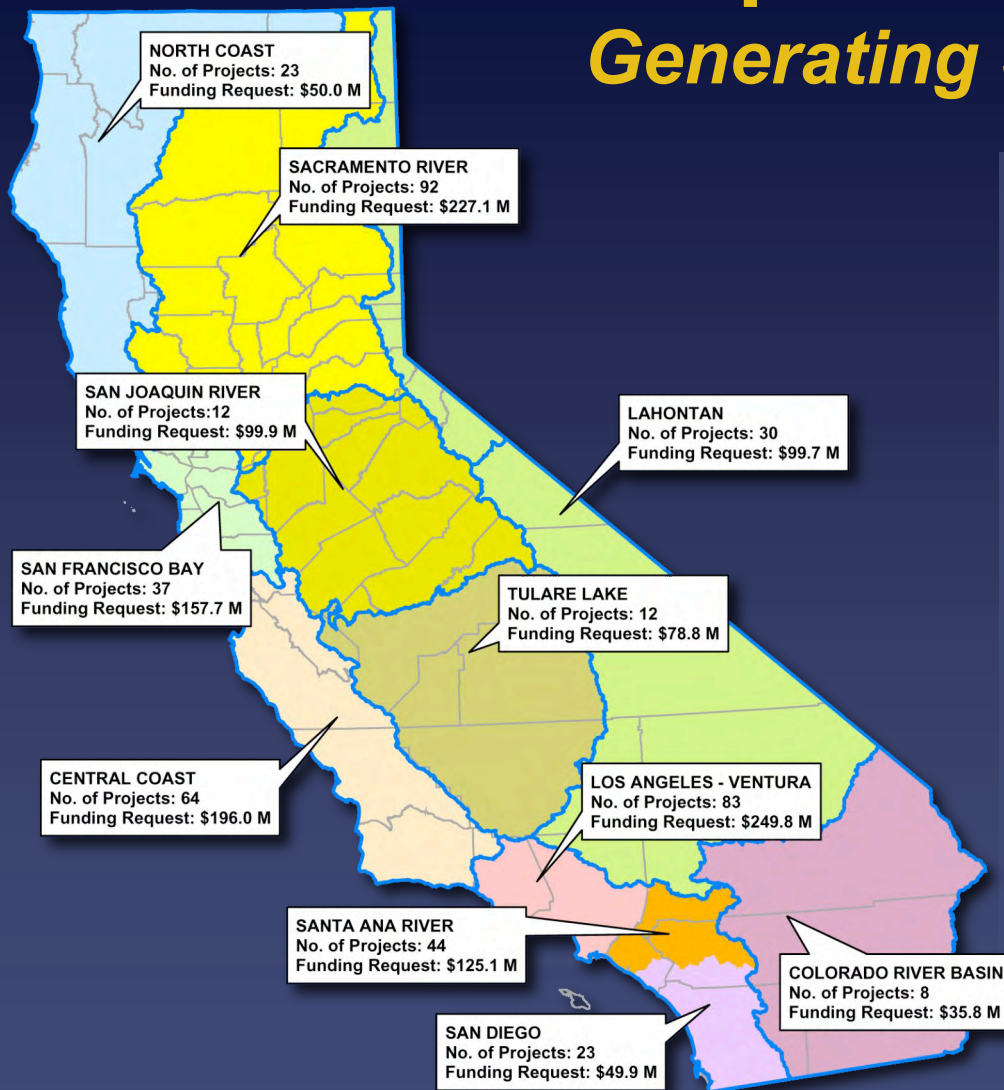 Generating
NORTH COAST
No. of Projects: 23
Funding Request: $50.0 M
SACRAMENTO RIVER
No. of Projects: 92
Funding Request: $227.1 M
SAN JOAQUIN RIVER
No. of Projects:12
Funding Request: $99.9 M
LAHONTAN
No. of Projects: 30
Funding Request: $99.7 M
SAN FRANCISCO BAY
No. of Projects: 37
Funding Request: $157.7 M
TULARE LAKE
No. of Projects: 12
Funding Request: $78.8 M
CENTRAL COAST
No. of Projects: 64
Funding Request: $196.0 M
LOS ANGELES - VENTURA
No. of Projects: 83
Funding Request: $249.8 M
SANTA ANA RIVER
No. of Projects: 44
Funding Request: $125.1 M
COLORADO RIVER BASIN
No. of Projects: 8
Funding Request: $35.8 M
SAN DIEGO
No. of Projects: 23
Funding Request: $49.9 M